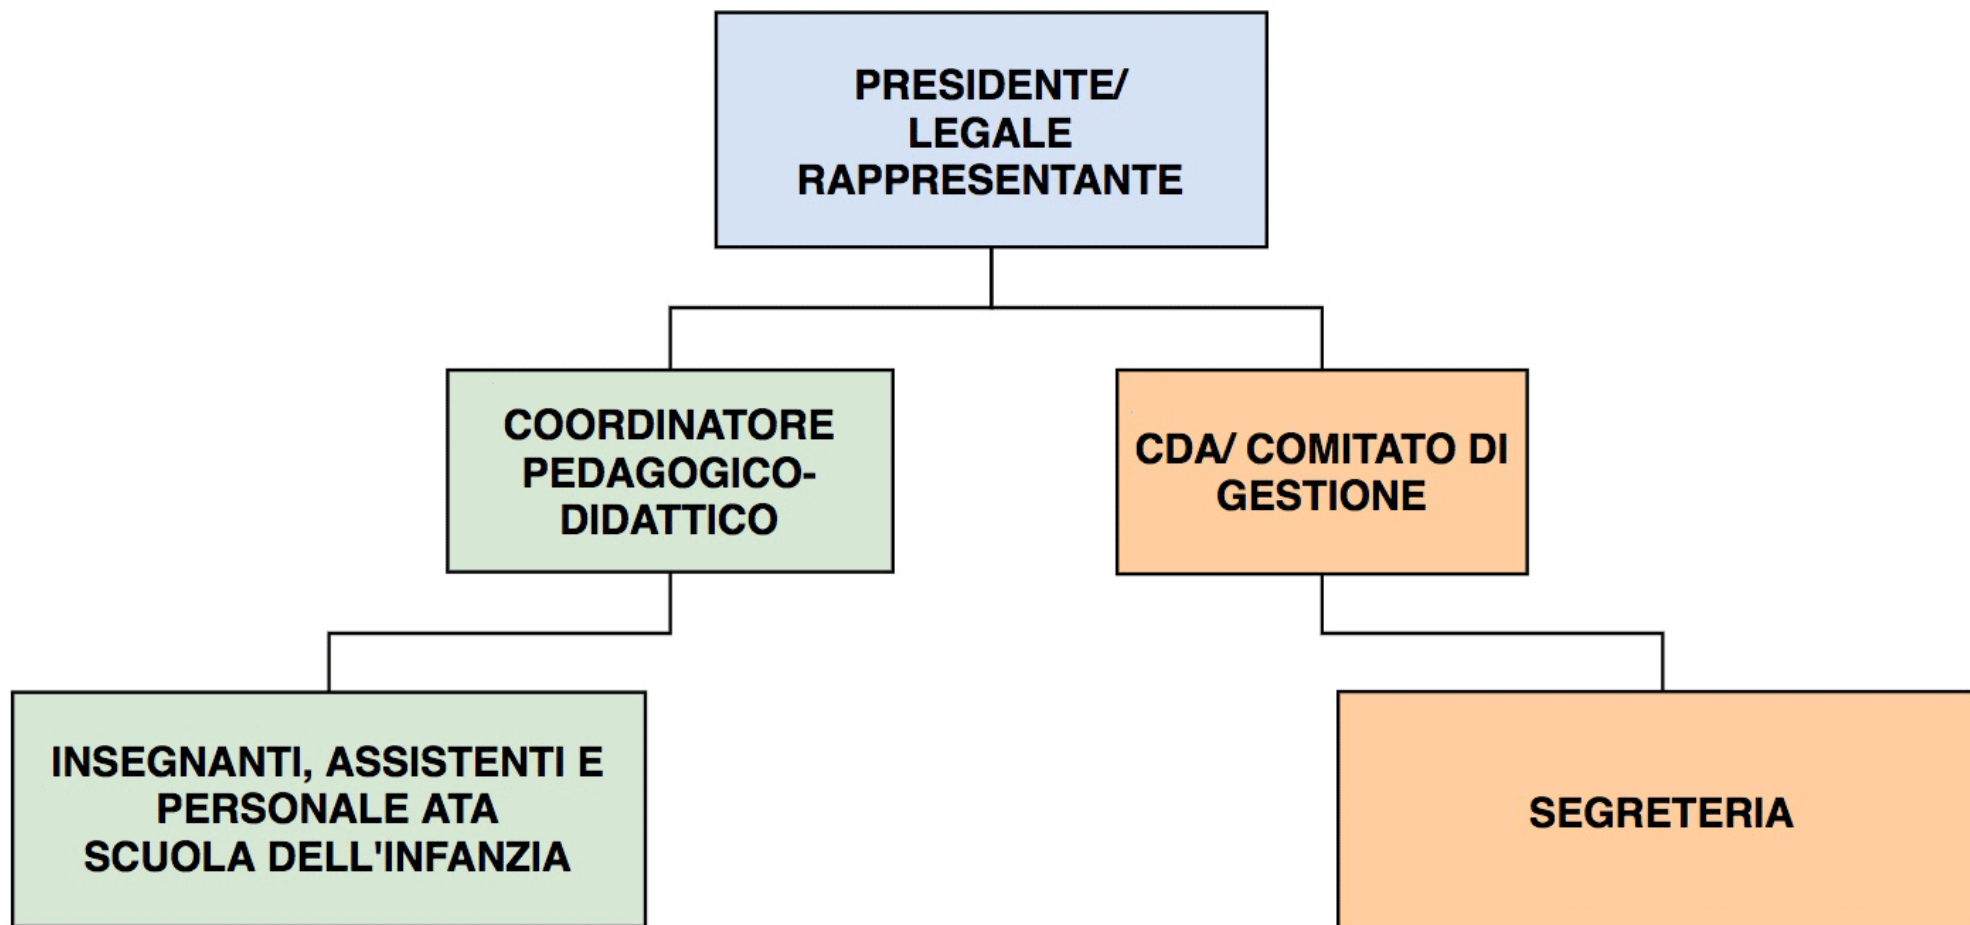 PRESIDENTE/
LEGALE
RAPPRESENTANTE
COORDINATORE
PEDAGOGICO-
DIDATTICO
CDA/ COMITATO DI
GESTIONE
INSEGNANTI, ASSISTENTI E
PERSONALE ATA
SCUOLA DELL'INFANZIA
SEGRETERIA